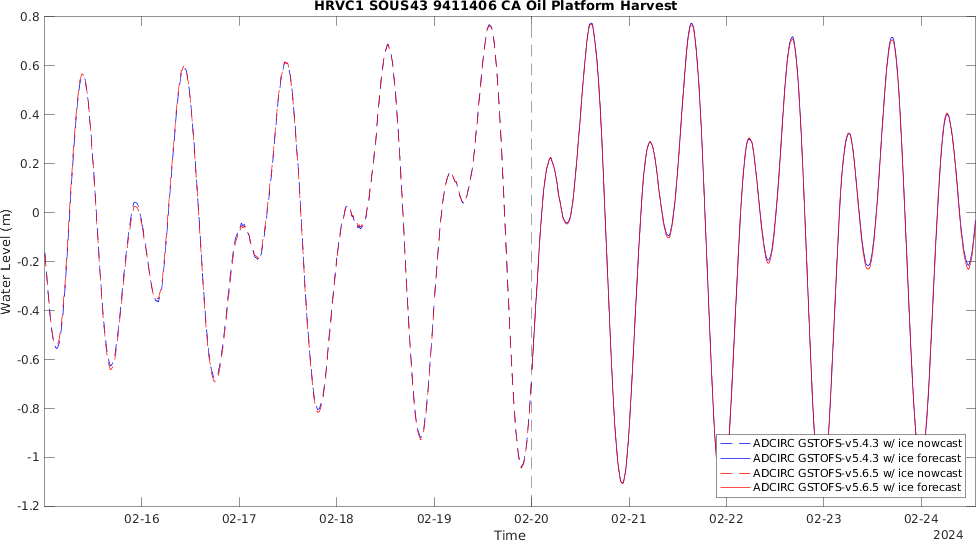 HRVC1 SOUS43 9411406 CA Oil Platform Harvest
0.8
0.6
0.4
0.2
0
-0.2
-0.4
-0.6
-0.8
-1
-1.2
Water Level (m)
ADCIRC GSTOFS-v5.4.3 w/ ice nowcast
ADCIRC GSTOFS-v5.4.3 w/ ice forecast
ADCIRC GSTOFS-v5.6.5 w/ ice nowcast
ADCIRC GSTOFS-v5.6.5 w/ ice forecast
02-16 02-17 02-18 02-19 02-20 02-21 02-22 02-23 02-24
Time
2024